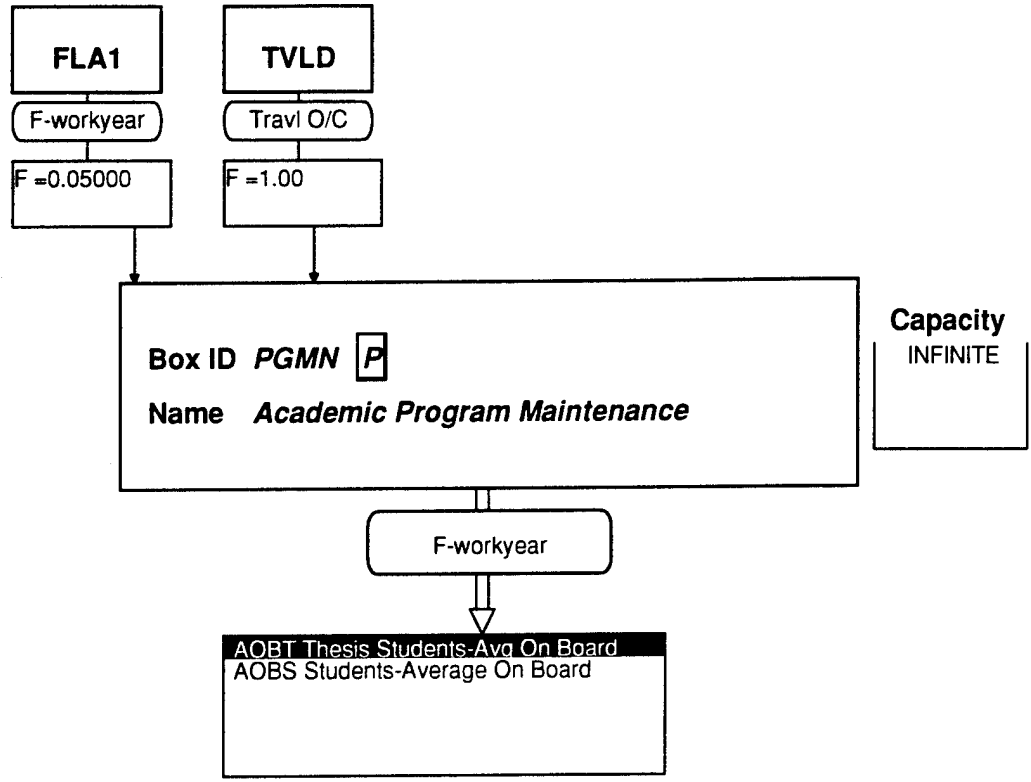 FLA1 TVLD
F-workyear Travl O/C
F =0.05000 F =1.00
Capacity
INFINITE
Box ID PGMN P
Name Academic Program Maintenance
F-workyear
AOBT Thesis Students-Avg On Board
AOBS Students-Average On Board